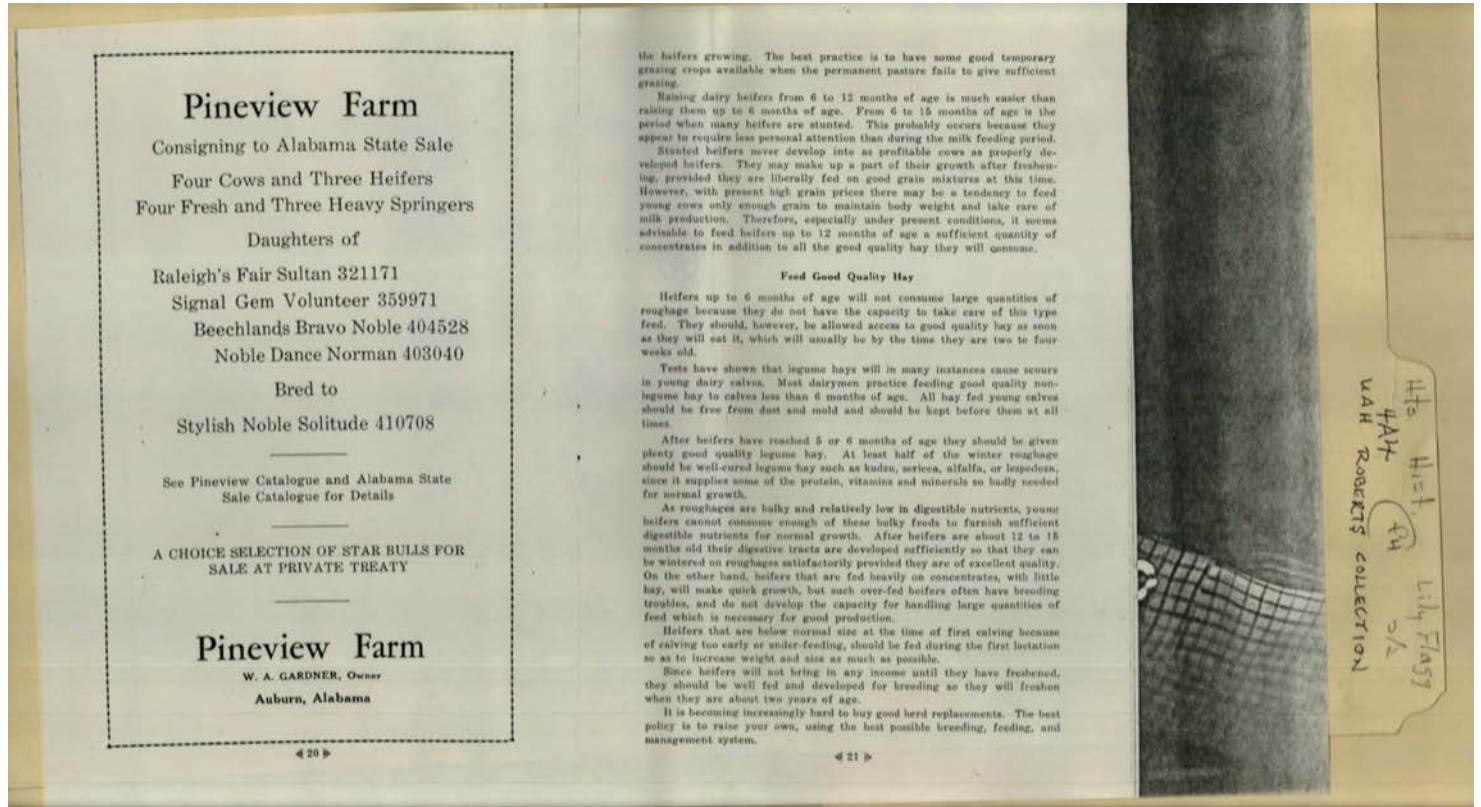 Pineview Farm
Consigning to Alabama State Sale
Four Cows and Three Heifers
Four Fresh and Three Heavy Springers
Daughters of
Raleigh's Fair Sultan 321171
Signal Gem Volunteer 359971
Beechlands Bravo Noble 404528
Noble Dance Norman 403040
Bred to
Stylish Noble Solitude 410708
See Pineview Catalogue and Alabama State
Sale Catalogue for Details
A CHOICE SELECTION OF STAR BULLS FOR
SALE AT PRIVATE TREATY
Pineview Farm
W. A. GARDNER, Owner
Auburn, Alabama
20
the heifers growing. The best practice is to have some good temporary
grazing crops available when the permanent pasture fails to give sufficient
grazing.
Raising dairy heifers from 6 to 12 months of age is much easier than
raising them up to 6 months of age. From 6 to 15 months of age is the
period when many heifers are stunted. This probably occurs because they
appear to require less personal attention than during the milk feeding period.
Stunted heifers never develop into as profitable cows as properly de-
veloped heifers. They may make up a part of their growth after freshen-
ing, provided they are liberally fed on good grain mixtures at this time.
However, with present high grain prices there may be a tendency to feed
young cows only enough grain to maintain body weight and take care of
milk production. Therefore, especially under present conditions, it seems
advisable to feed heifers up to 12 months of age a sufficient quantity of
concentrates in addition to all the good quality hay they will consume.
Feed Good Quality Hay
Heifers up to 6 months of age will not consume large quantities of
roughage because they do not have the capacity to take care of this type
feed. They should, however, be allowed access to good quality hay as soon
as they will eat it, which will usually be by the time they are two to four
weeks old.
Tests have shown that legume hays will in many instances cause scours
in young dairy calves. Most dairymen practice feeding good quality non-
legume hay to calves less than 6 months of age. All hay fed young calves
should be free from dust and mold and should be kept before them at all
times.
After heifers have reached 5 or 6 months of age they should be given
plenty good quality legume hay. At least half of the winter roughage
should be well-cured legume hay such as kudzu, sericea, alfalfa, or lespedeza,
since it supplies some of the protein, vitamins and minerals so badly needed
for normal growth.
As roughages are bulky and relatively low in digestible nutrients, young
heifers cannot consume enough of these bulky feeds to furnish sufficient
digestible nutrients for normal growth. After heifers are about 12 to 15
months old their digestive tracts are developed sufficiently so that they can
be wintered on roughages satisfactorily provided they are of excellent quality.
On the other hand, heifers that are fed heavily on concentrates, with little
hay, will make quick growth, but such over-fed heifers often have breeding
troubles, and do not develop the capacity for handling large quantities of
feed which is necessary for good production.
Heifers that are below normal size at the time of first calving because
of calving too early or under-feeding, should be fed during the first lactation
so as to increase weight and size as much as possible.
Since heifers will not bring in any income until they have freshened,
they should be well fed and developed for breeding so they will freshen
when they are about two years of age.
It is becoming increasingly hard to buy good herd replacements. The best
policy is to raise your own, using the best possible breeding, feeding, and
management system.
21
Hist. Lily Flagg
UAH ROBERTS COLLECTION